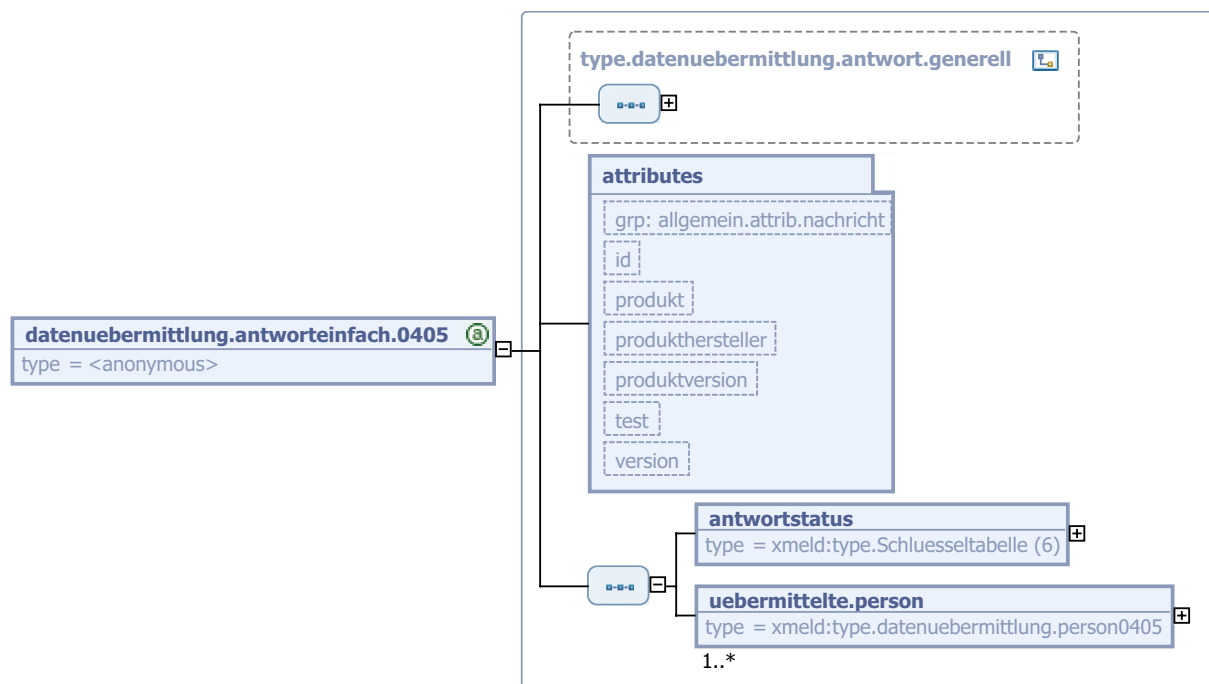 type.datenuebermittlung.antwort.generell
attributes
grp: allgemein.attrib.nachricht
id
produkt
produkthersteller
produktversion
test
version
datenuebermittlung.antworteinfach.0405 a
type = <anonymous>
antwortstatus
type = xmeld:type.Schluesseltabelle (6)
uebermittelte.person
type = xmeld:type.datenuebermittlung.person0405
1..*